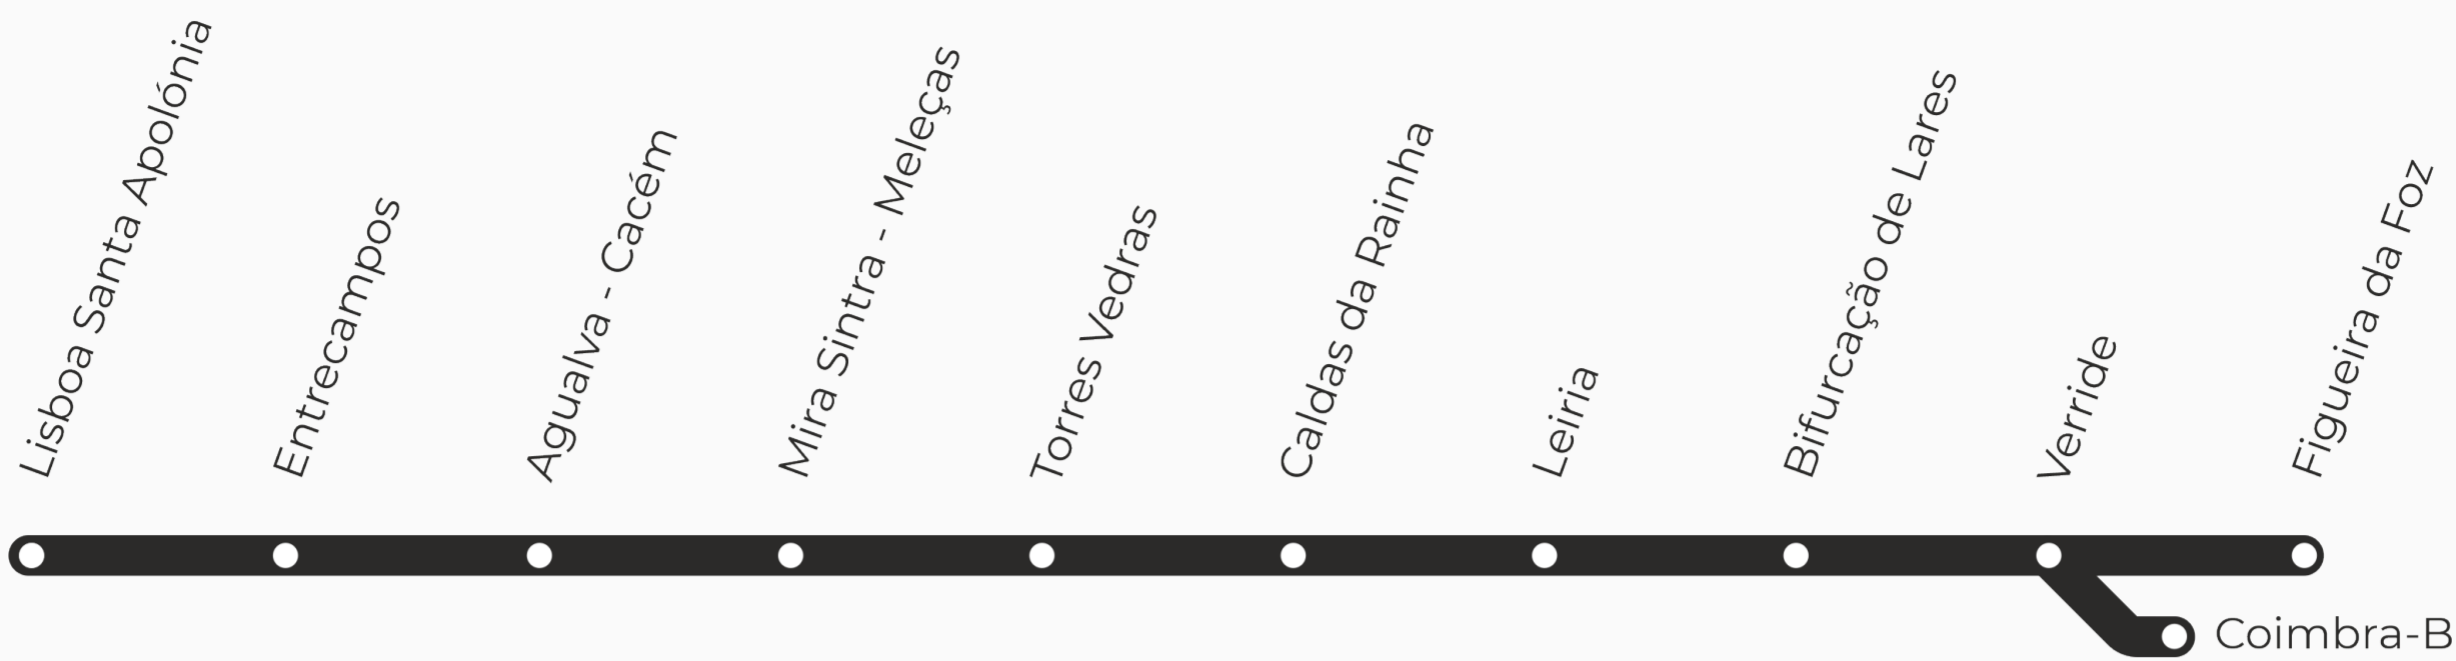 Lisboa Santa Apolónia
Entrecampos
Agualva - Cacém
Mira Sintra - Meleças
Torres Vedras
Caldas da Rainha
Leiria
Bifurcação de Lares
Verride
Figueira da Foz
Coimbra-B